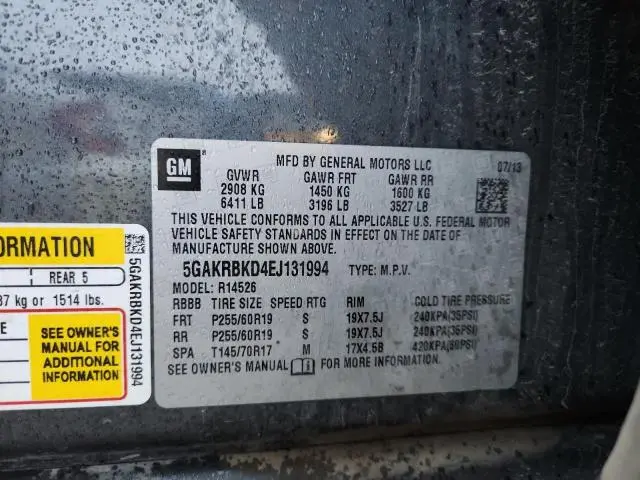 GM
MFD BY GENERAL MOTORS LLC 07/13
GVWR GAWR FRT GAWR RR
2908 KG 1450 KG 1600 KG
6411 LB 3196 LB 3527 LB
THIS VEHICLE CONFORMS TO ALL APPLICABLE U.S. FEDERAL MOTOR
VEHICLE SAFETY STANDARDS IN EFFECT ON THE DATE OF
MANUFACTURE SHOWN ABOVE.
5GAKRBKD4EJ131994 TYPE: M.P.V.
MODEL: R14526
RBBB TIRE SIZE SPEED RTG RIM COLD TIRE PRESSURE
FRT P255/60R19 S 19X7.5J 240KPA(35PSI)
RR P255/60R19 S 19X7.5J 240KPA(35PSI)
SPA T145/70R17 M 17X4.5B 420KPA(60PSI)
SEE OWNER'S MANUAL FOR MORE INFORMATION.
ORMATION
REAR 5
87 kg or 1514 lbs.
SEE OWNER'S
MANUAL FOR
ADDITIONAL
INFORMATION
5GAKRBKD4EJ131994